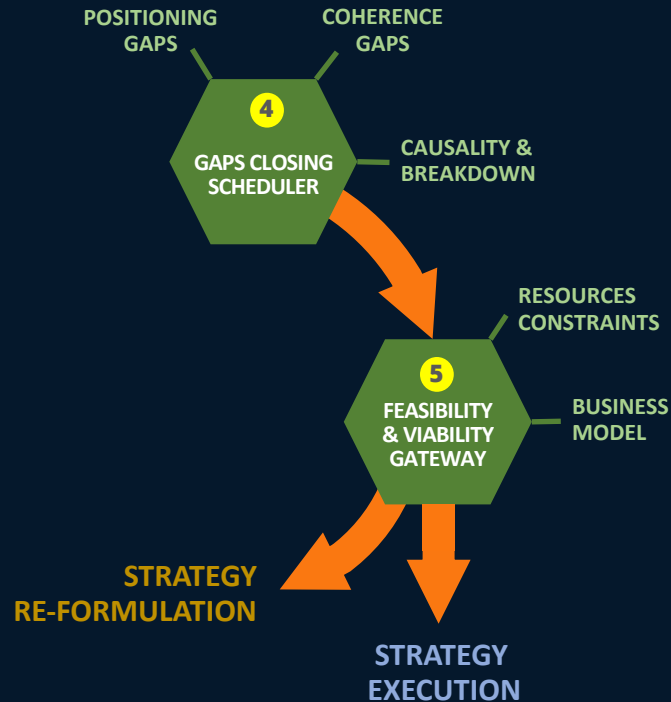 POSITIONING
GAPS
COHERENCE
GAPS
4
GAPS CLOSING
SCHEDULER
CAUSALITY &
BREAKDOWN
RESOURCES
CONSTRAINTS
5
FEASIBILITY
& VIABILITY
GATEWAY
BUSINESS
MODEL
STRATEGY
RE-FORMULATION
STRATEGY
EXECUTION